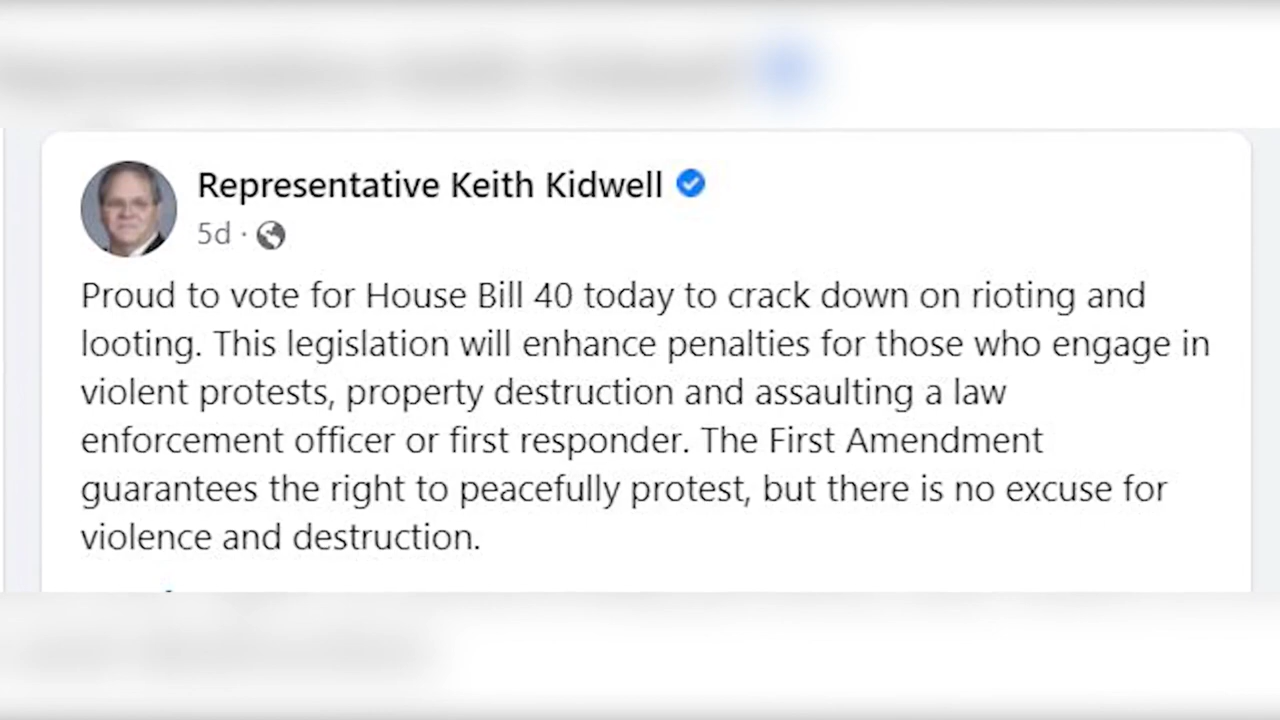 Representative Keith Kidwell
5d ·
Proud to vote for House Bill 40 today to crack down on rioting and
looting. This legislation will enhance penalties for those who engage in
violent protests, property destruction and assaulting a law
enforcement officer or first responder. The First Amendment
guarantees the right to peacefully protest, but there is no excuse for
violence and destruction.